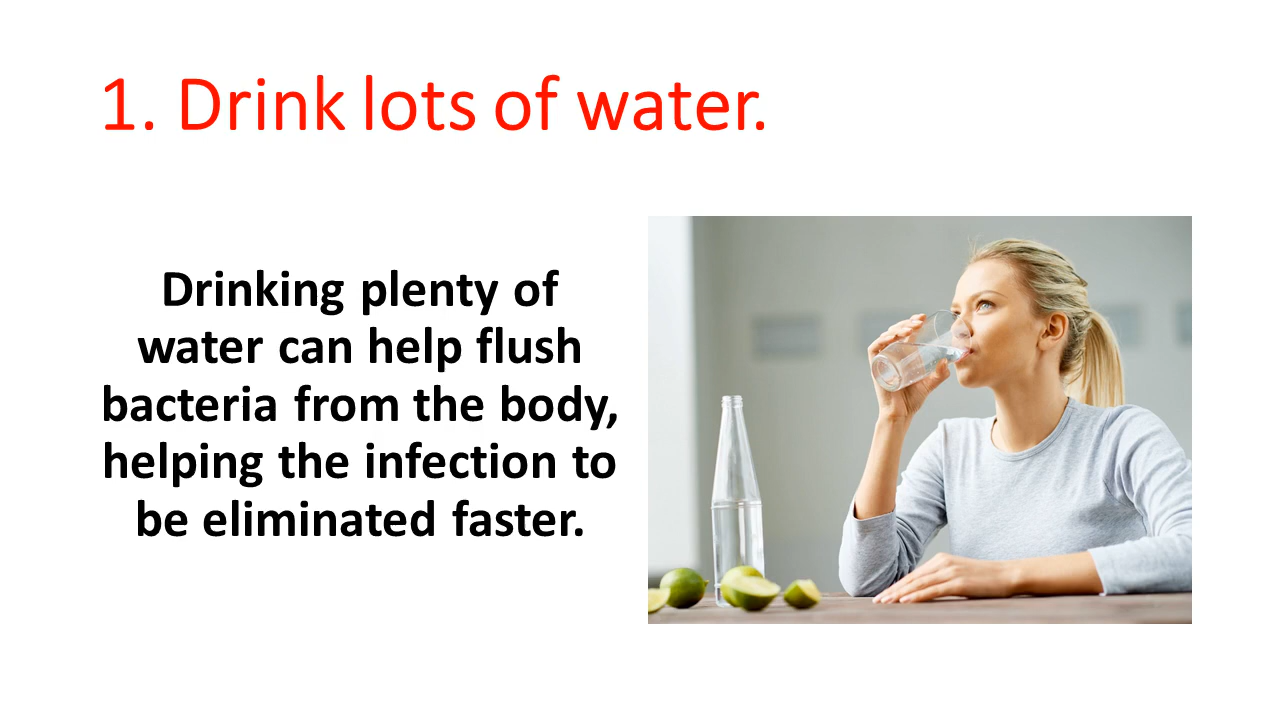 1. Drink lots of water.
Drinking plenty of
water can help flush
bacteria from the body,
helping the infection to
be eliminated faster.